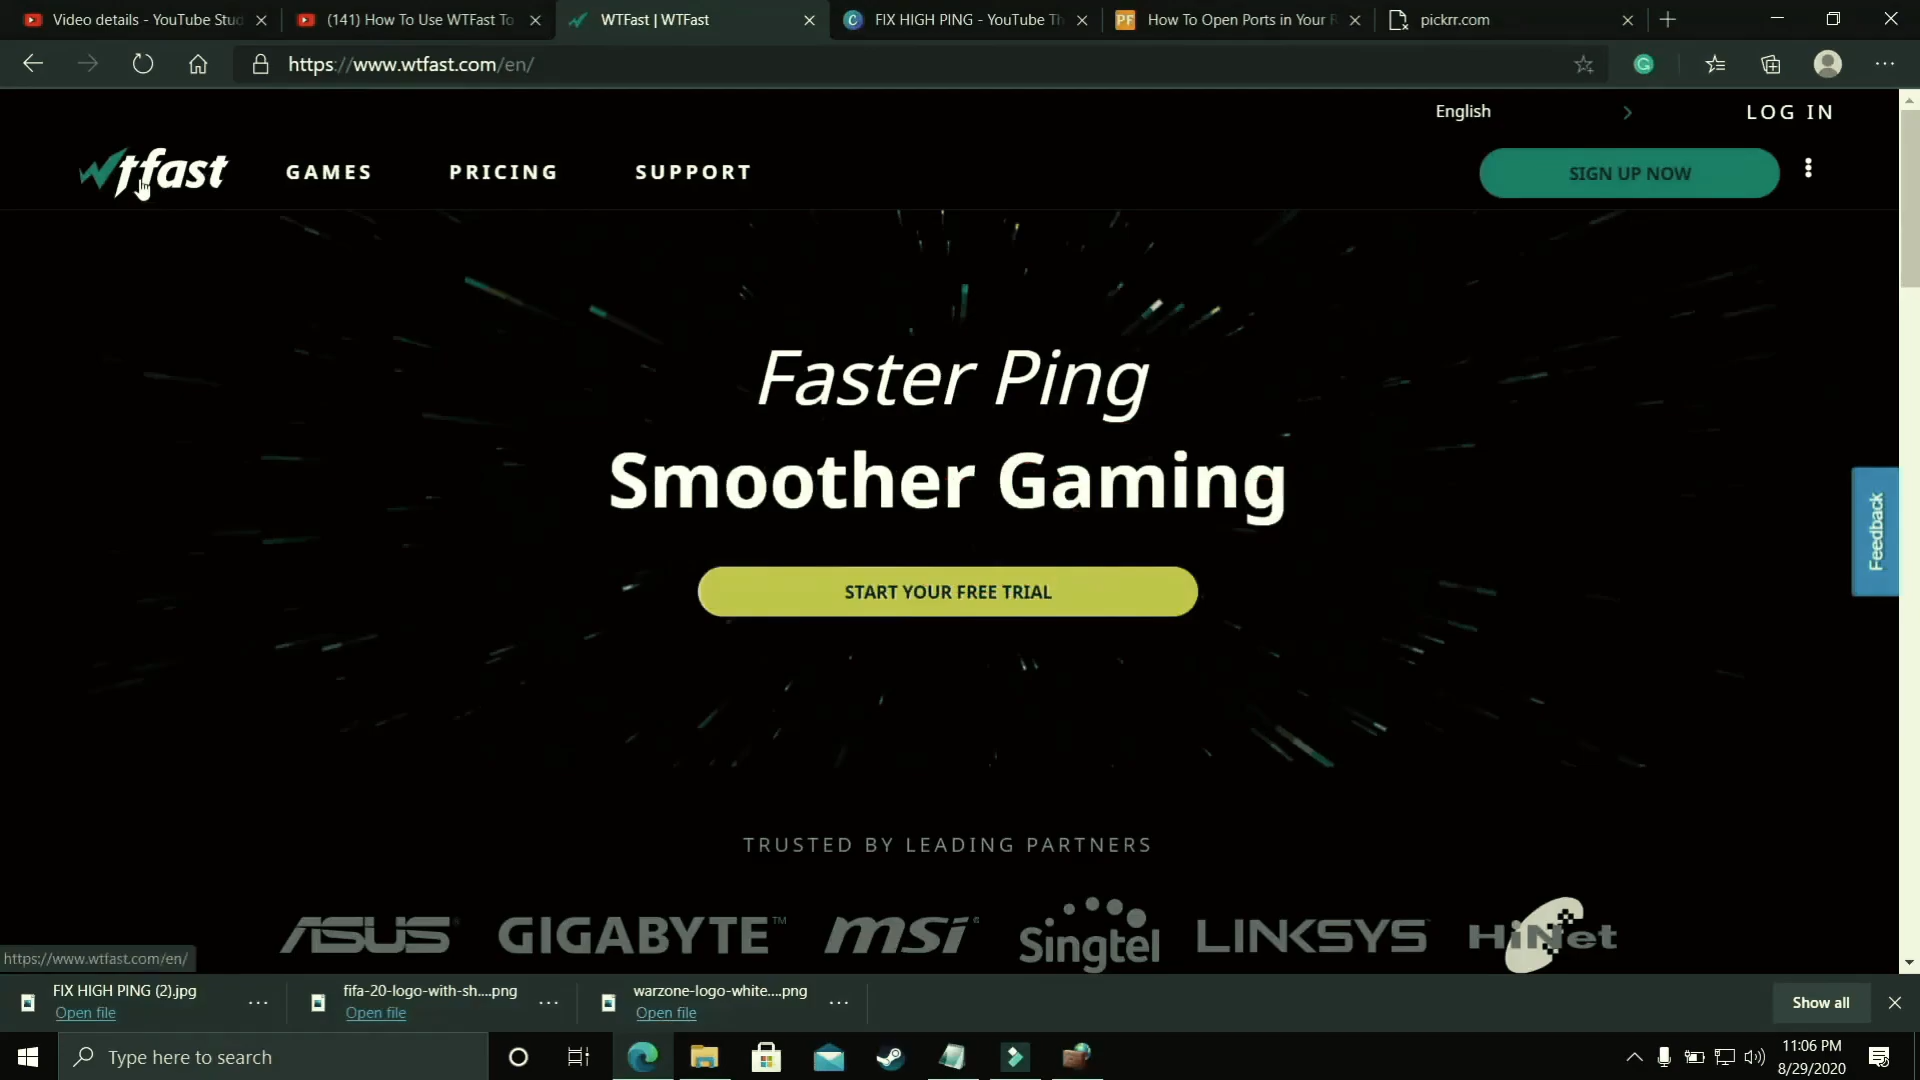 Video details - YouTube Stud
(141) How To Use WTFast To
WTFast | WTFast
FIX HIGH PING - YouTube Th
How To Open Ports in Your R
pickrr.com
https://www.wtfast.com/en/
English
LOG IN
wtfast
GAMES
PRICING
SUPPORT
SIGN UP NOW
Faster Ping
Smoother Gaming
START YOUR FREE TRIAL
Feedback
TRUSTED BY LEADING PARTNERS
ASUS
GIGABYTE™
msi
Singtel
LINKSYS
HiNet
https://www.wtfast.com/en/
FIX HIGH PING (2).jpg
Open file
fifa-20-logo-with-sh....png
Open file
warzone-logo-white....png
Open file
Show all
Type here to search
11:06 PM
8/29/2020